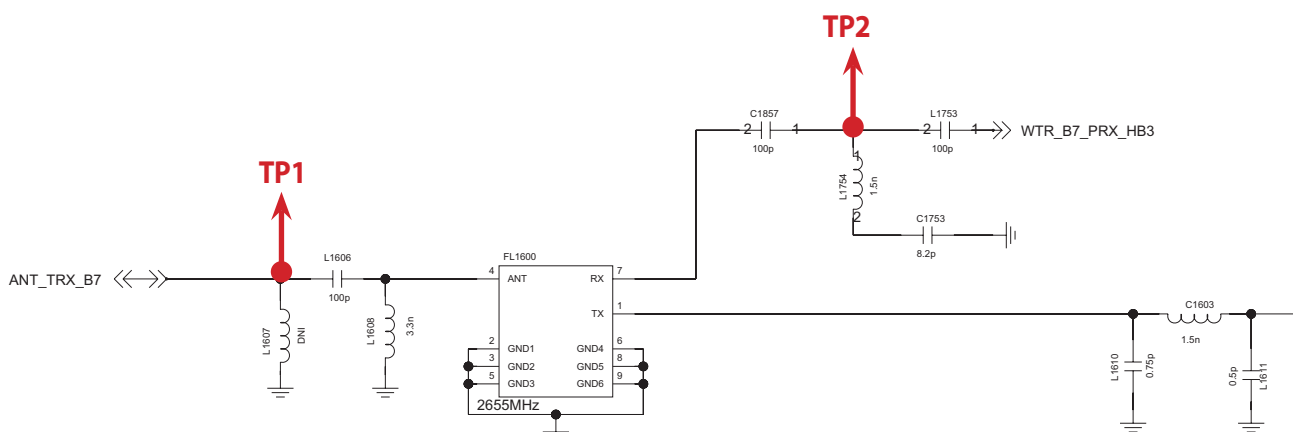 TP2
C1857
2 1
100p
L1753
2 1
100p
WTR_B7_PRX_HB3
1
L1754
1.5n
2
C1753
8.2p
TP1
ANT_TRX_B7
L1606
100p
L1607
DNI
L1608
3.3n
FL1600
4 ANT RX 7
TX 1
2 GND1 GND4 6
3 GND2 GND5 8
5 GND3 GND6 9
2655MHz
C1603
1.5n
L1610
0.75p
0.5p
L1611